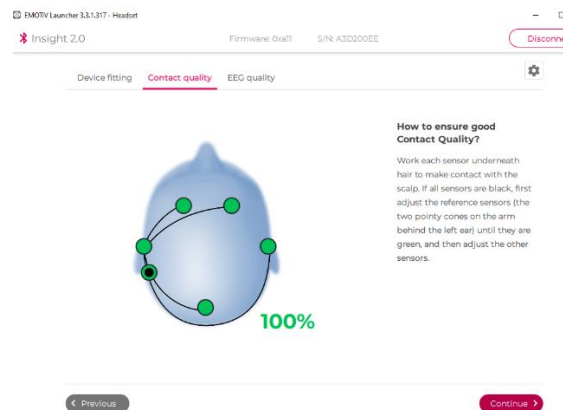 EMOTIV Launcher 3.3.1.317 - Headset
Insight 2.0
Firmware: 0xa11
S/N: A3D200EE
Disconne
Device fitting
Contact quality
EEG quality
How to ensure good
Contact Quality?
Work each sensor underneath
hair to make contact with the
scalp. If all sensors are black, first
adjust the reference sensors (the
two pointy cones on the arm
behind the left ear) until they are
green, and then adjust the other
sensors.
100%
Previous
Continue